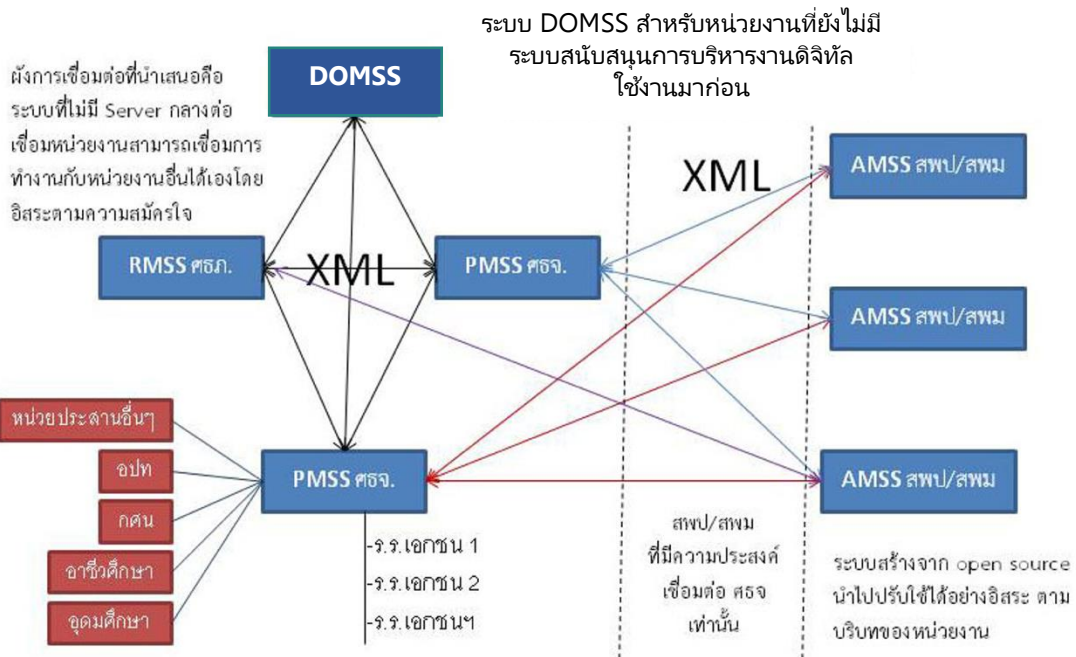 ระบบ DOMSS สำหรับหน่วยงานที่ยังไม่มี
ระบบสนับสนุนการบริหารงานดิจิทัล
ใช้งานมาก่อน
ผังการเชื่อมต่อที่นำเสนอคือ
ระบบที่ไม่มี Server กลางต่อ
เชื่อมหน่วยงานสามารถเชื่อมการ
ทำงานกับหน่วยงานอื่นได้เองโดย
อิสระตามความสมัครใจ
DOMSS
XML
AMSS สพป/สพม
RMSS ศธภ.
XML
PMSS ศธจ.
AMSS สพป/สพม
หน่วยประสานอื่นๆ
อปท
กศน
อาชีวศึกษา
อุดมศึกษา
PMSS ศธจ.
AMSS สพป/สพม
-ร.ร.เอกชน 1
-ร.ร.เอกชน 2
-ร.ร.เอกชนฯ
สพป/สพม
ที่มีความประสงค์
เชื่อมต่อ ศธจ
เท่านั้น
ระบบสร้างจาก open source
นำไปปรับใช้ได้อย่างอิสระ ตาม
บริบทของหน่วยงาน